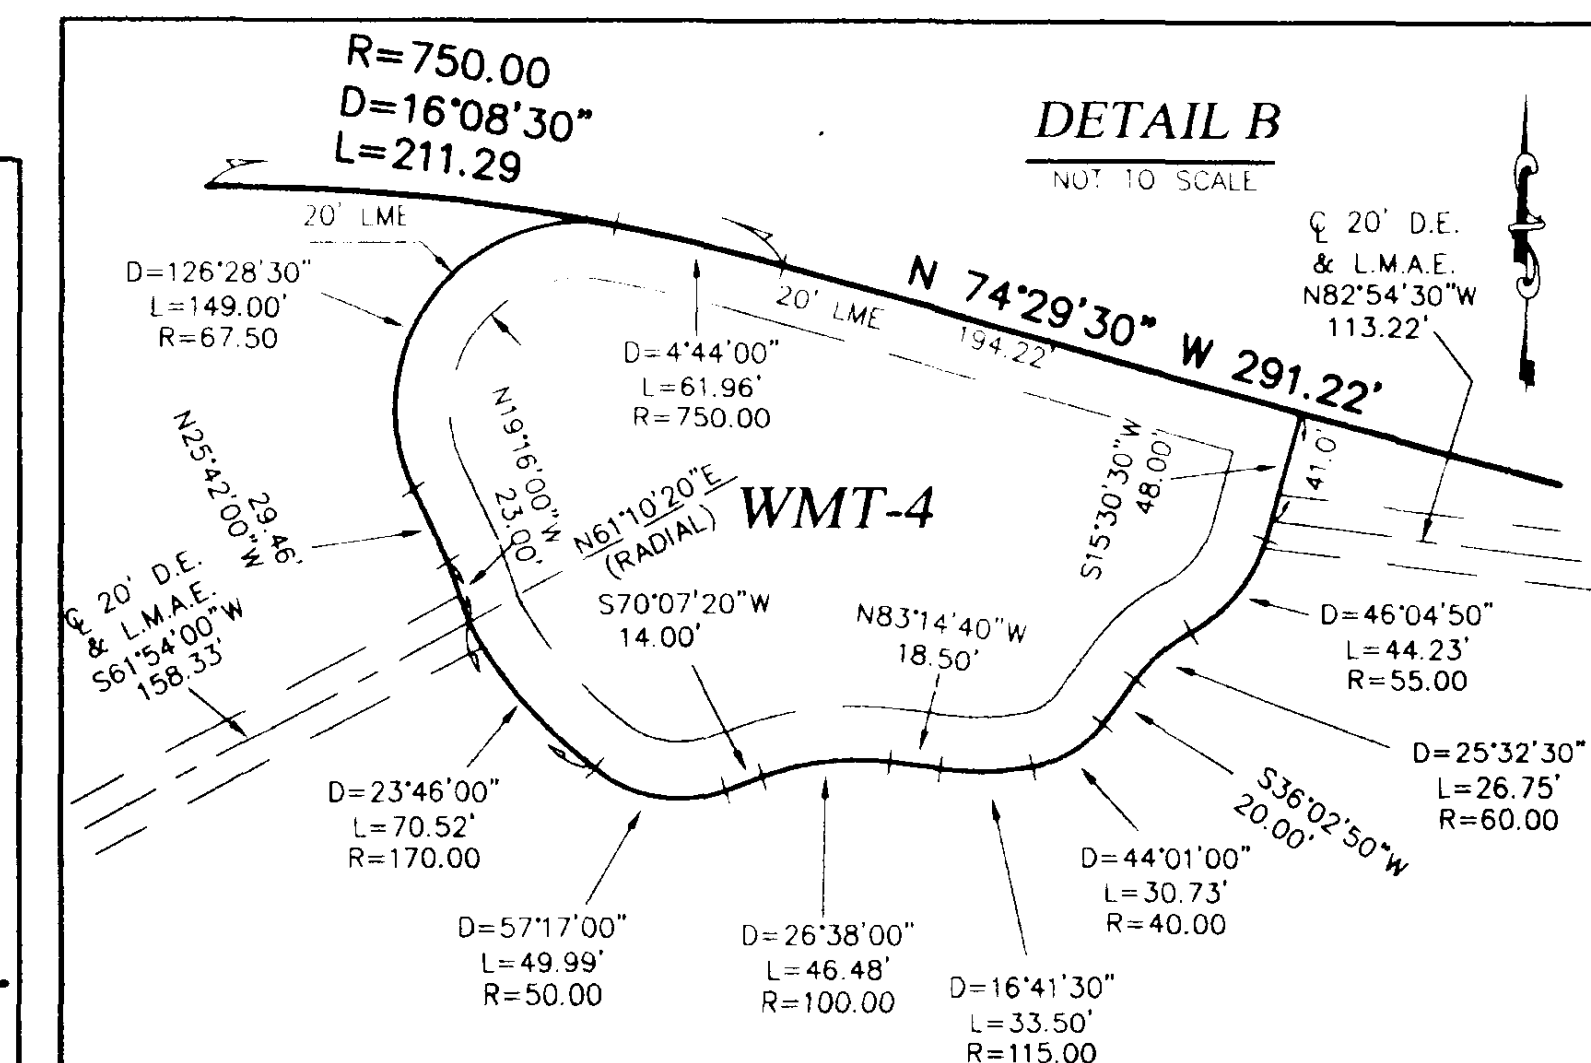 R=750.00
D=16°08'30"
L=211.29
DETAIL B
NOT TO SCALE
20' LME
℄ 20' D.E.
& L.M.A.E.
N82°54'30"W
113.22'
D=126°28'30"
L=149.00'
R=67.50
20' LME
N 74°29'30" W 291.22'
194.22'
D=4°44'00"
L=61.96'
R=750.00
N25°42'00"W
29.46'
N19°16'00"W
23.00'
N61°10'20"E
(RADIAL)
WMT-4
S15°30'30"W
48.00'
41.0'
℄ 20' D.E.
& L.M.A.E.
S61°54'00"W
158.33'
S70°07'20"W
14.00'
N83°14'40"W
18.50'
D=46°04'50"
L=44.23'
R=55.00
D=25°32'30"
L=26.75'
R=60.00
S36°02'50"W
20.00'
D=23°46'00"
L=70.52'
R=170.00
D=44°01'00"
L=30.73'
R=40.00
D=57°17'00"
L=49.99'
R=50.00
D=26°38'00"
L=46.48'
R=100.00
D=16°41'30"
L=33.50'
R=115.00